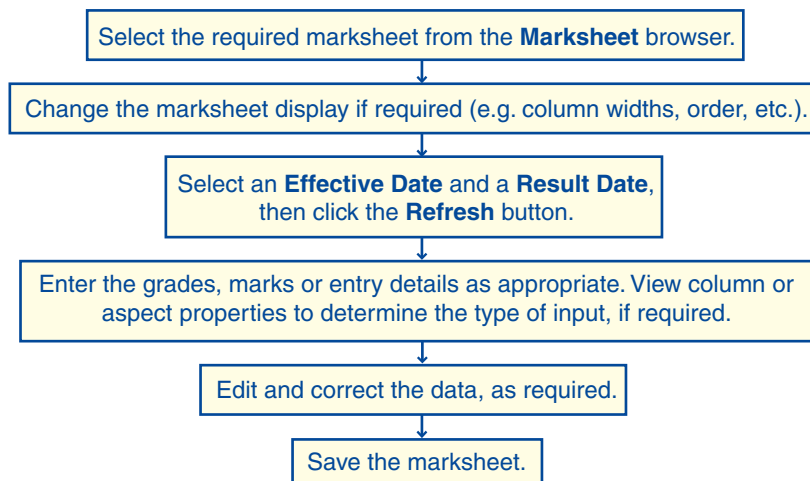 Select the required marksheet from the Marksheet browser.
Change the marksheet display if required (e.g. column widths, order, etc.).
Select an Effective Date and a Result Date,
then click the Refresh button.
Enter the grades, marks or entry details as appropriate. View column or
aspect properties to determine the type of input, if required.
Edit and correct the data, as required.
Save the marksheet.